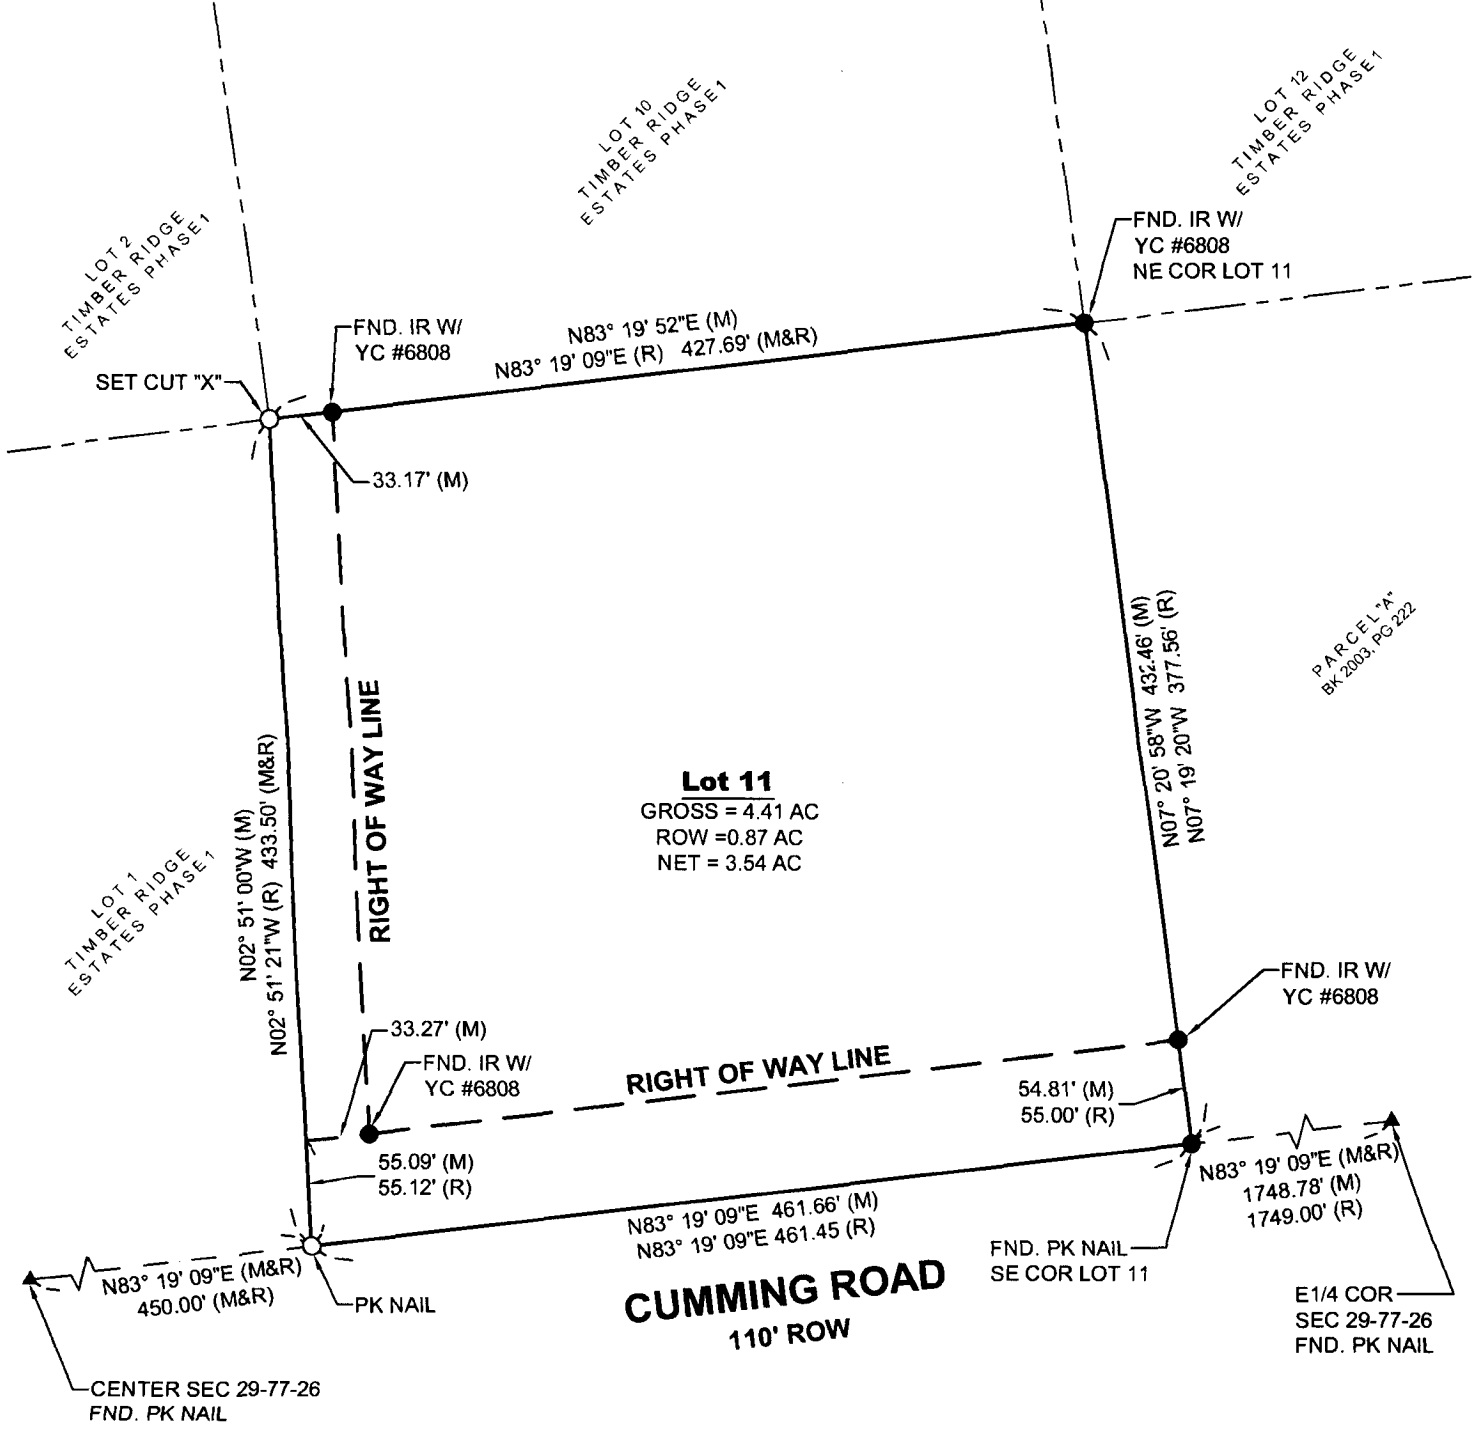 LOT 10
TIMBER RIDGE
ESTATES PHASE 1
LOT 12
TIMBER RIDGE
ESTATES PHASE 1
LOT 2
TIMBER RIDGE
ESTATES PHASE 1
FND. IR W/
YC #6808
NE COR LOT 11
FND. IR W/
YC #6808
N83° 19' 52"E (M)
N83° 19' 09"E (R) 427.69' (M&R)
SET CUT "X"
33.17' (M)
N07° 20' 58"W 432.46' (M)
N07° 19' 20"W 377.56' (R)
PARCEL "A"
BK 2003, PG 222
RIGHT OF WAY LINE
Lot 11
GROSS = 4.41 AC
ROW =0.87 AC
NET = 3.54 AC
N02° 51' 00"W (M)
N02° 51' 21"W (R) 433.50' (M&R)
LOT 1
TIMBER RIDGE
ESTATES PHASE 1
FND. IR W/
YC #6808
33.27' (M)
FND. IR W/
YC #6808
RIGHT OF WAY LINE
54.81' (M)
55.00' (R)
55.09' (M)
55.12' (R)
N83° 19' 09"E (M&R)
1748.78' (M)
1749.00' (R)
N83° 19' 09"E 461.66' (M)
N83° 19' 09"E 461.45 (R)
FND. PK NAIL
SE COR LOT 11
N83° 19' 09"E (M&R)
450.00' (M&R)
PK NAIL
CUMMING ROAD
110' ROW
E1/4 COR
SEC 29-77-26
FND. PK NAIL
CENTER SEC 29-77-26
FND. PK NAIL